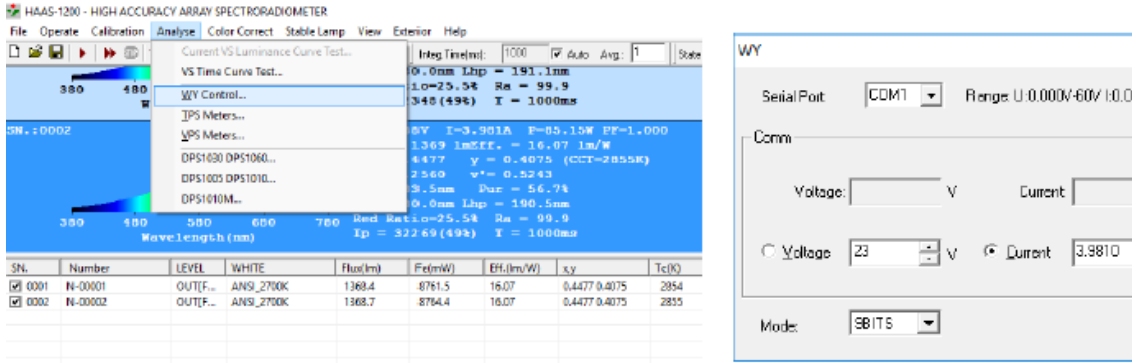 HAAS-1200 - HIGH ACCURACY ARRAY SPECTRORADIOMETER
File Operate Calibration Analyse Color Correct Stable Lamp View Exterior Help
Integ.Time(ms): 1000 Auto Avg.: 1 State
Current VS Luminance Curve Test...
VS Time Curve Test...
WY Control...
TPS Meters...
VPS Meters...
DPS1030 DPS1060...
DPS1005 DPS1010...
DPS1010M...
0.0nm Lhp = 191.1nm
io=25.5% Ra = 99.9
348(49%) T = 1000ms
380 480
SN.:0002
V I=3.981A P=85.15W PF=1.000
1369 lm Eff. = 16.07 lm/W
4477 y = 0.4075 (CCT=2855K)
2560 v'= 0.5243
3.5nm Pur = 56.7%
0.0nm Lhp = 190.5nm
Red Ratio=25.5% Ra = 99.9
Ip = 32269(49%) T = 1000ms
380 480 580 680 780
Wavelength(nm)
SN. Number LEVEL WHITE Flux(lm) Fe(mW) Eff.(lm/W) x,y Tc(K)
0001 N-00001 OUT[F... ANSI_2700K 1368.4 8761.5 16.07 0.4477 0.4075 2854
0002 N-00002 OUT[F... ANSI_2700K 1368.7 8764.4 16.07 0.4477 0.4075 2855
WY
Serial Port: COM1 Range: U:0.000V-60V I:0.0
Comm
Voltage: V Current:
Voltage 23 V Current 3.9810
Mode: 9BITS